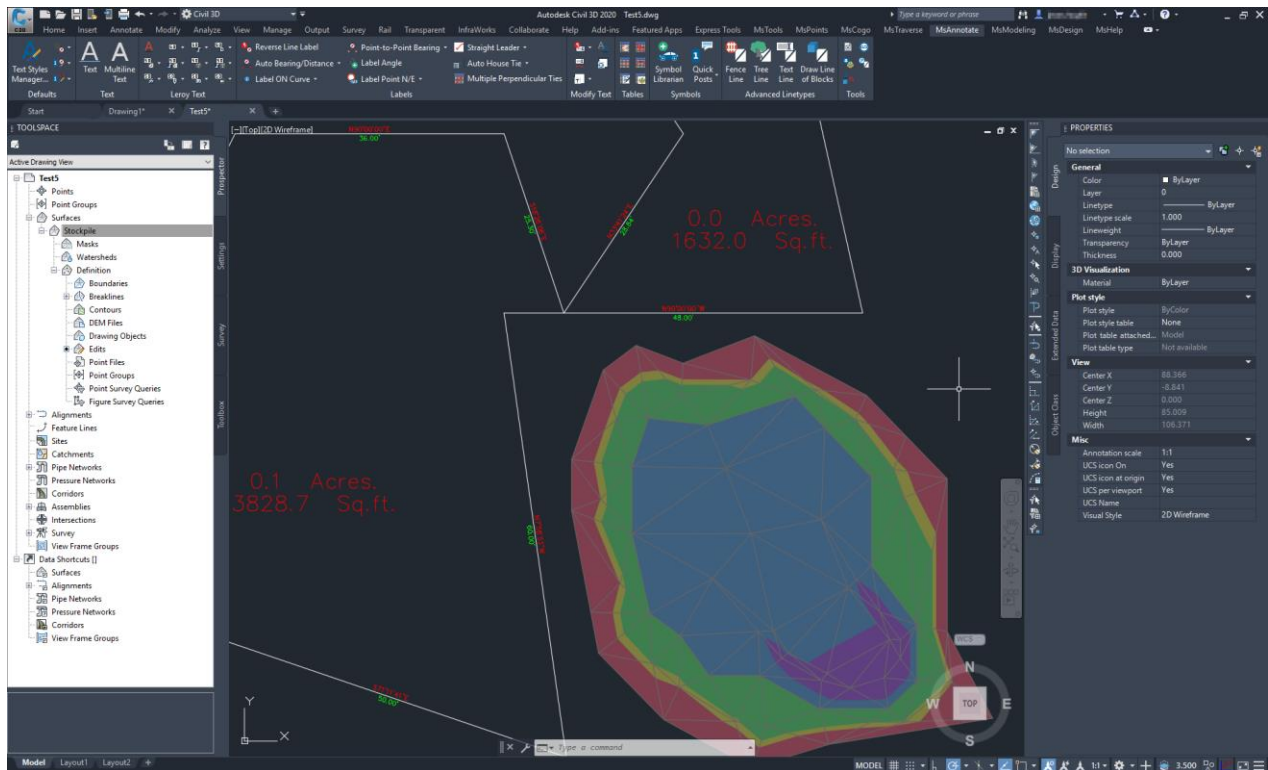 Civil 3D
Autodesk Civil 3D 2020 Test5.dwg
Type a keyword or phrase
C3D
Home Insert Annotate Modify Analyze View Manage Output Survey Rail Transparent InfraWorks Collaborate Help Add-ins Featured Apps Express Tools MsTools MsPoints MsCogo MsTraverse MsAnnotate MsModeling MsDesign MsHelp
Text Styles Manager...
Text
Multiline Text
Reverse Line Label
Auto Bearing/Distance
Label ON Curve
Point-to-Point Bearing
Label Angle
Label Point N/E
Straight Leader
Auto House Tie
Multiple Perpendicular Ties
Symbol Librarian
Quick Posts
Fence Line
Tree Line
Text Line
Draw Line of Blocks
Defaults Text Leroy Text Labels Modify Text Tables Symbols Advanced Linetypes Tools
Start Drawing1* Test5*
TOOLSPACE
Active Drawing View
Test5
Points
Point Groups
Surfaces
Stockpile
Masks
Watersheds
Definition
Boundaries
Breaklines
Contours
DEM Files
Drawing Objects
Edits
Point Files
Point Groups
Point Survey Queries
Figure Survey Queries
Alignments
Feature Lines
Sites
Catchments
Pipe Networks
Pressure Networks
Corridors
Assemblies
Intersections
Survey
View Frame Groups
Data Shortcuts []
Surfaces
Alignments
Pipe Networks
Pressure Networks
Corridors
View Frame Groups
Prospector
Settings
Survey
Toolbox
[−][Top][2D Wireframe]
36.00'
0.0 Acres,
1632.0 Sq.ft.
48.00'
0.1 Acres,
3828.7 Sq.ft.
60.00'
50.00'
WCS
N
W TOP E
S
Y
X
Type a command
PROPERTIES
No selection
Design
Display
Extended Data
Object Class
General
Color ByLayer
Layer 0
Linetype ByLayer
Linetype scale 1.000
Lineweight ByLayer
Transparency ByLayer
Thickness 0.000
3D Visualization
Material ByLayer
Plot style
Plot style ByColor
Plot style table None
Plot table attached... Model
Plot table type Not available
View
Center X 88.366
Center Y -8.841
Center Z 0.000
Height 85.009
Width 106.371
Misc
Annotation scale 1:1
UCS icon On Yes
UCS icon at origin Yes
UCS per viewport Yes
UCS Name
Visual Style 2D Wireframe
Model Layout1 Layout2 +
MODEL 1:1 3.500